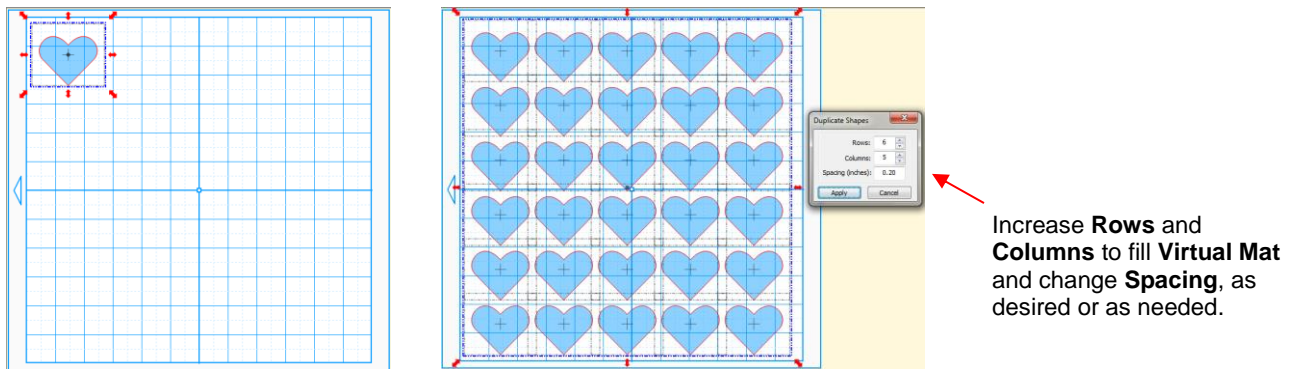 Duplicate Shapes
Rows: 6
Columns: 5
Spacing (inches): 0.20
Apply Cancel
Increase Rows and
Columns to fill Virtual Mat
and change Spacing, as
desired or as needed.